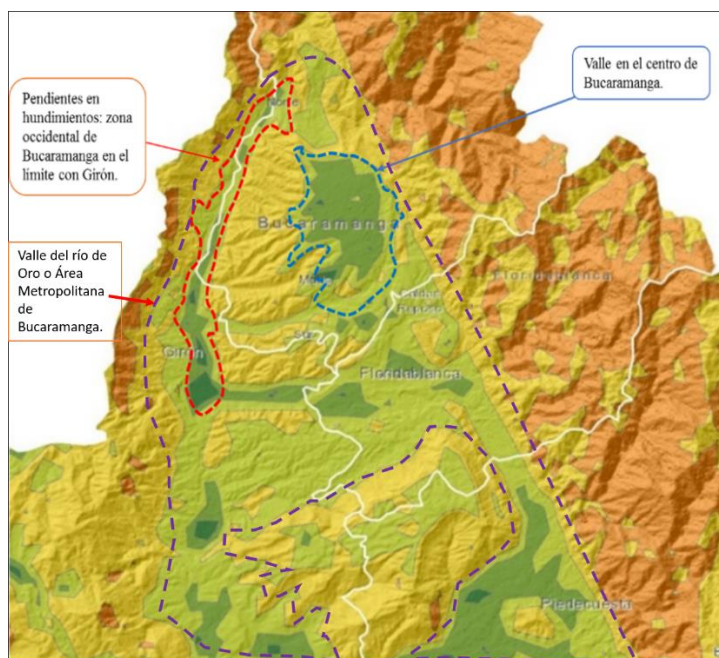 Pendientes en
hundimientos: zona
occidental de
Bucaramanga en el
límite con Girón.
Valle en el centro de
Bucaramanga.
Norte
Bucaramanga
Valle del río de
Oro o Área
Metropolitana
de
Bucaramanga.
Floridablanca
Reposo
Sur
Girón
Floridablanca
Piedecuesta